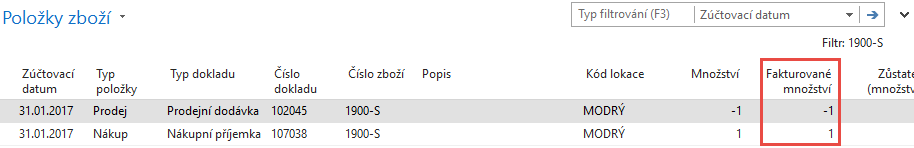 Položky zboží
Typ filtrování (F3) Zúčtovací datum
Filtr: 1900-S
Zúčtovací datum Typ položky Typ dokladu Číslo dokladu Číslo zboží Popis Kód lokace Množství Fakturované množství Zůstate (množstv
31.01.2017 Prodej Prodejní dodávka 102045 1900-S MODRÝ -1 -1
31.01.2017 Nákup Nákupní příjemka 107038 1900-S MODRÝ 1 1